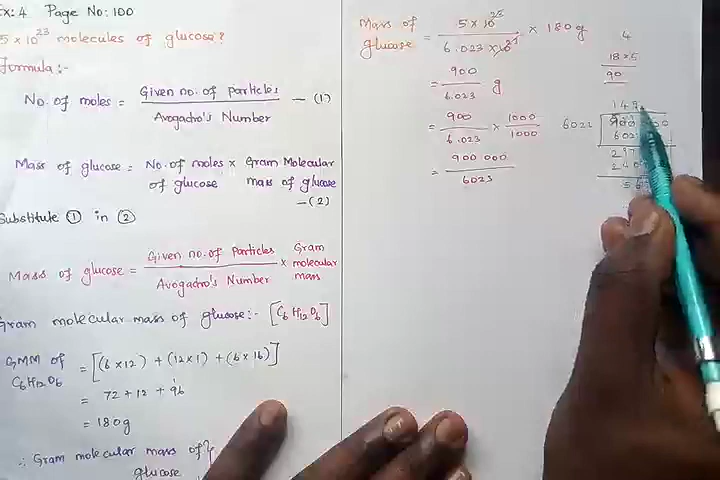 Ex: 4 Page No: 100
5 x 10²³ molecules of glucose?
Formula :-
No. of moles = Given no. of Particles / Avogadro's Number — (1)
Mass of glucose = No. of moles of glucose x Gram Molecular mass of glucose — (2)
Substitute ① in ②
Mass of glucose = Given no. of Particles / Avogadro's Number x Gram molecular mass
Gram molecular mass of glucose :- [C₆H₁₂O₆]
GMM of C₆H₁₂O₆ = [(6 x 12) + (12 x 1) + (6 x 16)]
= 72 + 12 + 96
= 180g
∴ Gram molecular mass of glucose
Mass of glucose = 5 x 10²³ / 6.023 x 10²³ x 180 g
= 900 / 6.023 g
= 900 / 6.023 x 1000 / 1000
= 900 000 / 6023
4
18 x 5
90